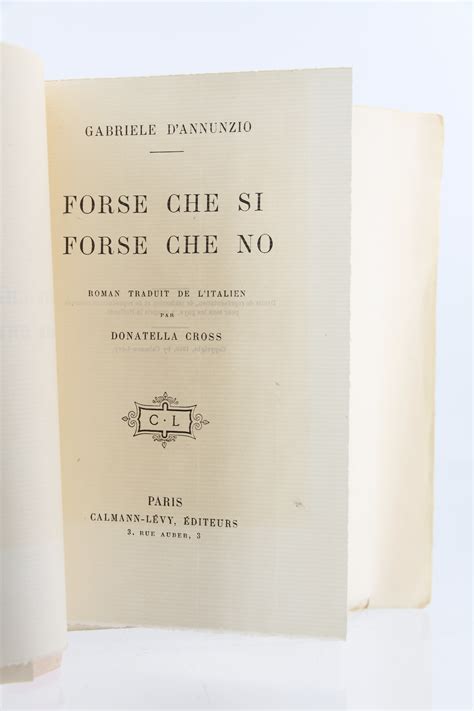 GABRIELE D'ANNUNZIO
FORSE CHE SI
FORSE CHE NO
ROMAN TRADUIT DE L'ITALIEN
PAR
DONATELLA CROSS
C·L
PARIS
CALMANN-LÉVY, ÉDITEURS
3, RUE AUBER, 3